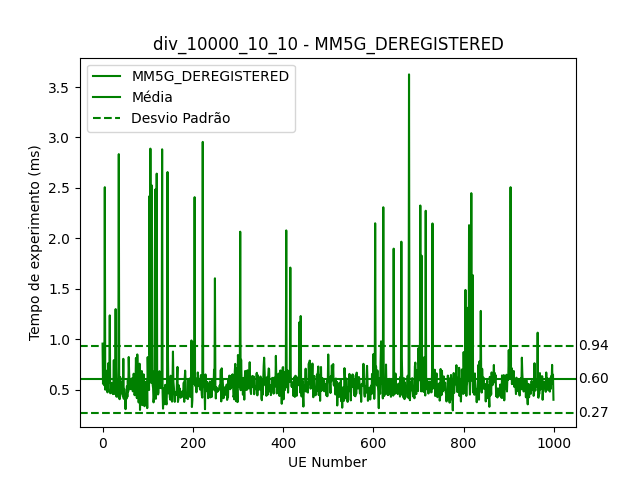 div_10000_10_10 - MM5G_DEREGISTERED
MM5G_DEREGISTERED
Média
Desvio Padrão
Tempo de experimento (ms)
3.5
3.0
2.5
2.0
1.5
1.0
0.5
0.94
0.60
0.27
0
200
400
600
800
1000
UE Number